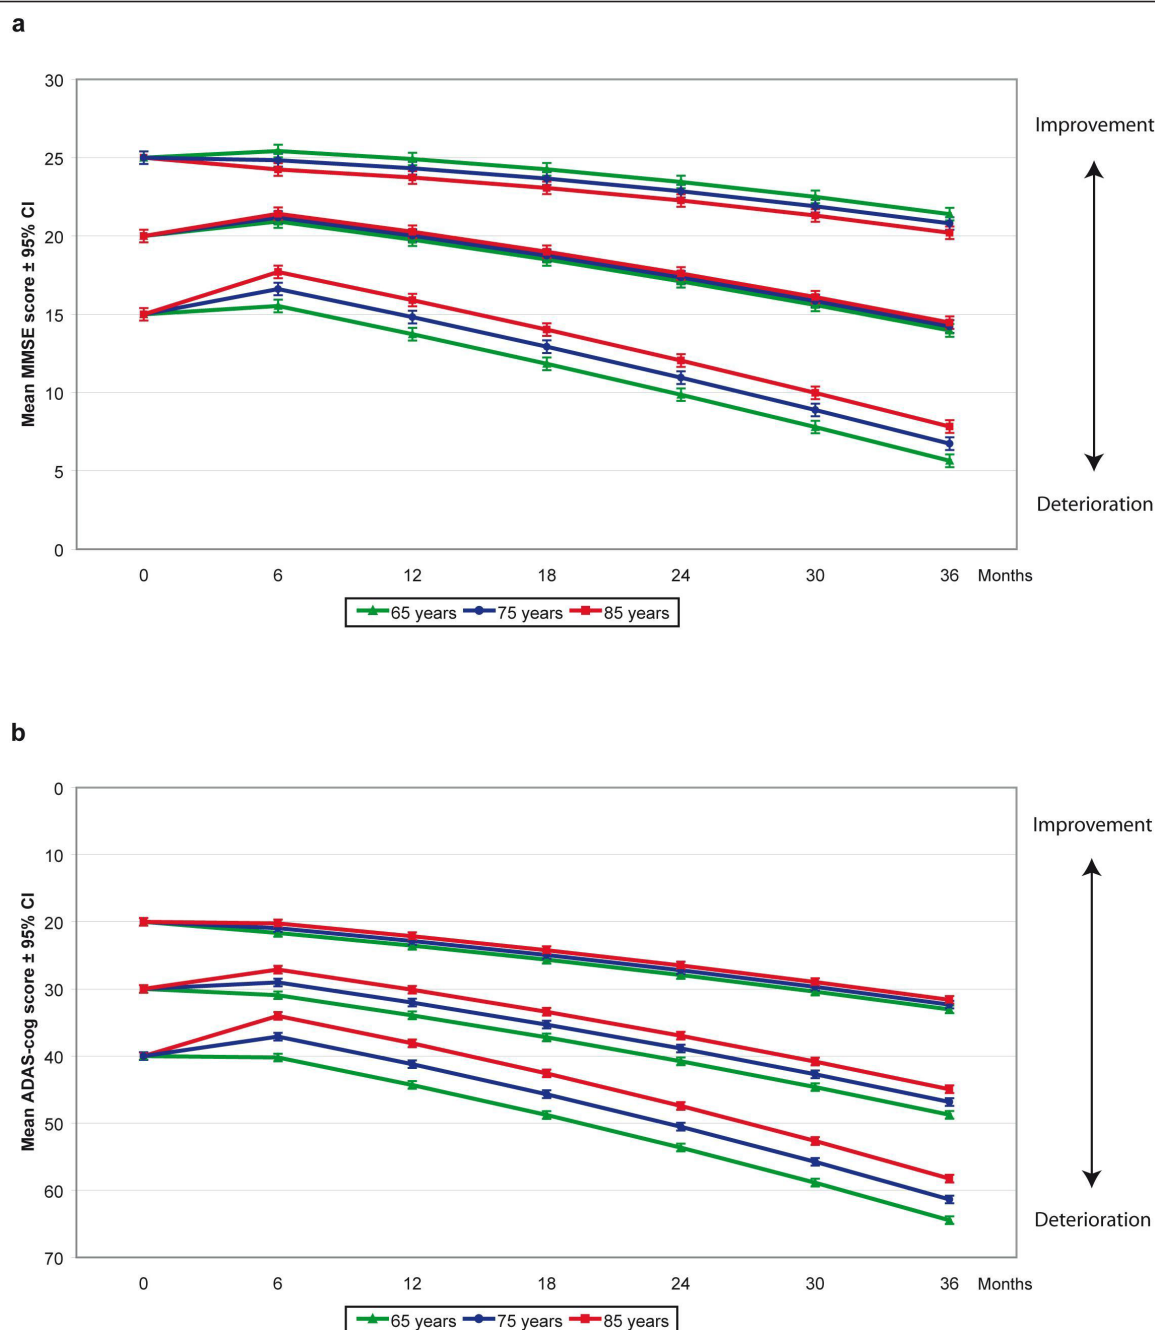 a
30
Improvement
25
20
15
10
5
Deterioration
0
Mean MMSE score ± 95% CI
0 6 12 18 24 30 36 Months
65 years 75 years 85 years
b
0
Improvement
10
20
30
40
50
60
Deterioration
70
Mean ADAS-cog score ± 95% CI
0 6 12 18 24 30 36 Months
65 years 75 years 85 years